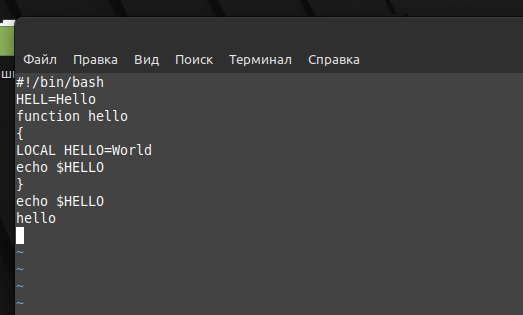 ши
Файл Правка Вид Поиск Терминал Справка
#!/bin/bash
HELL=Hello
function hello
{
LOCAL HELLO=World
echo $HELLO
}
echo $HELLO
hello
~
~
~
~